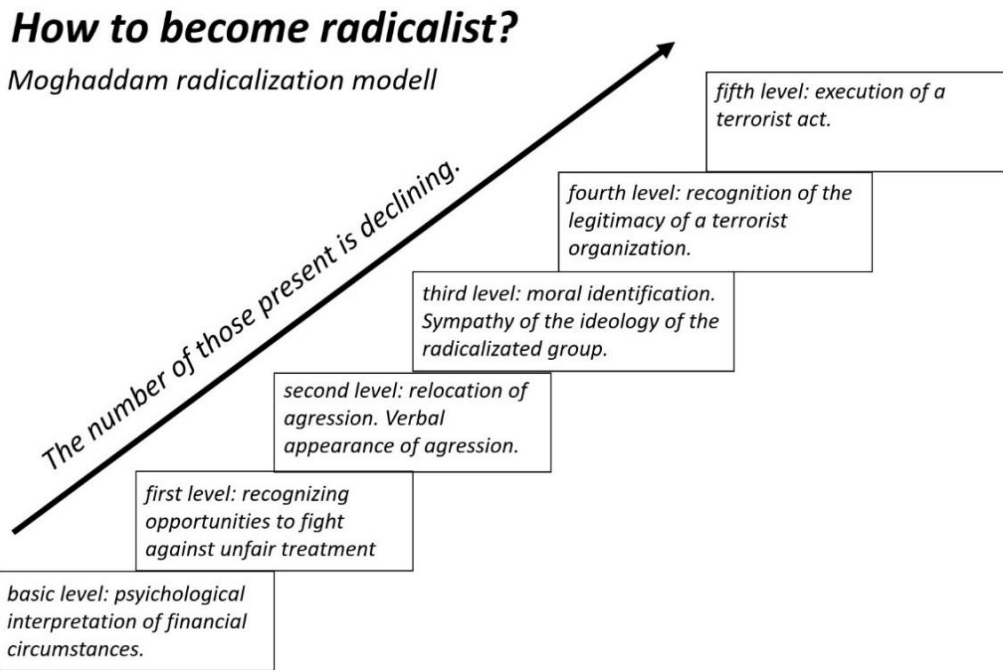 How to become radicalist?
Moghaddam radicalization modell
The number of those present is declining.
fifth level: execution of a
terrorist act.
fourth level: recognition of the
legitimacy of a terrorist
organization.
third level: moral identification.
Sympathy of the ideology of the
radicalizated group.
second level: relocation of
agression. Verbal
appearance of agression.
first level: recognizing
opportunities to fight
against unfair treatment
basic level: psyichological
interpretation of financial
circumstances.